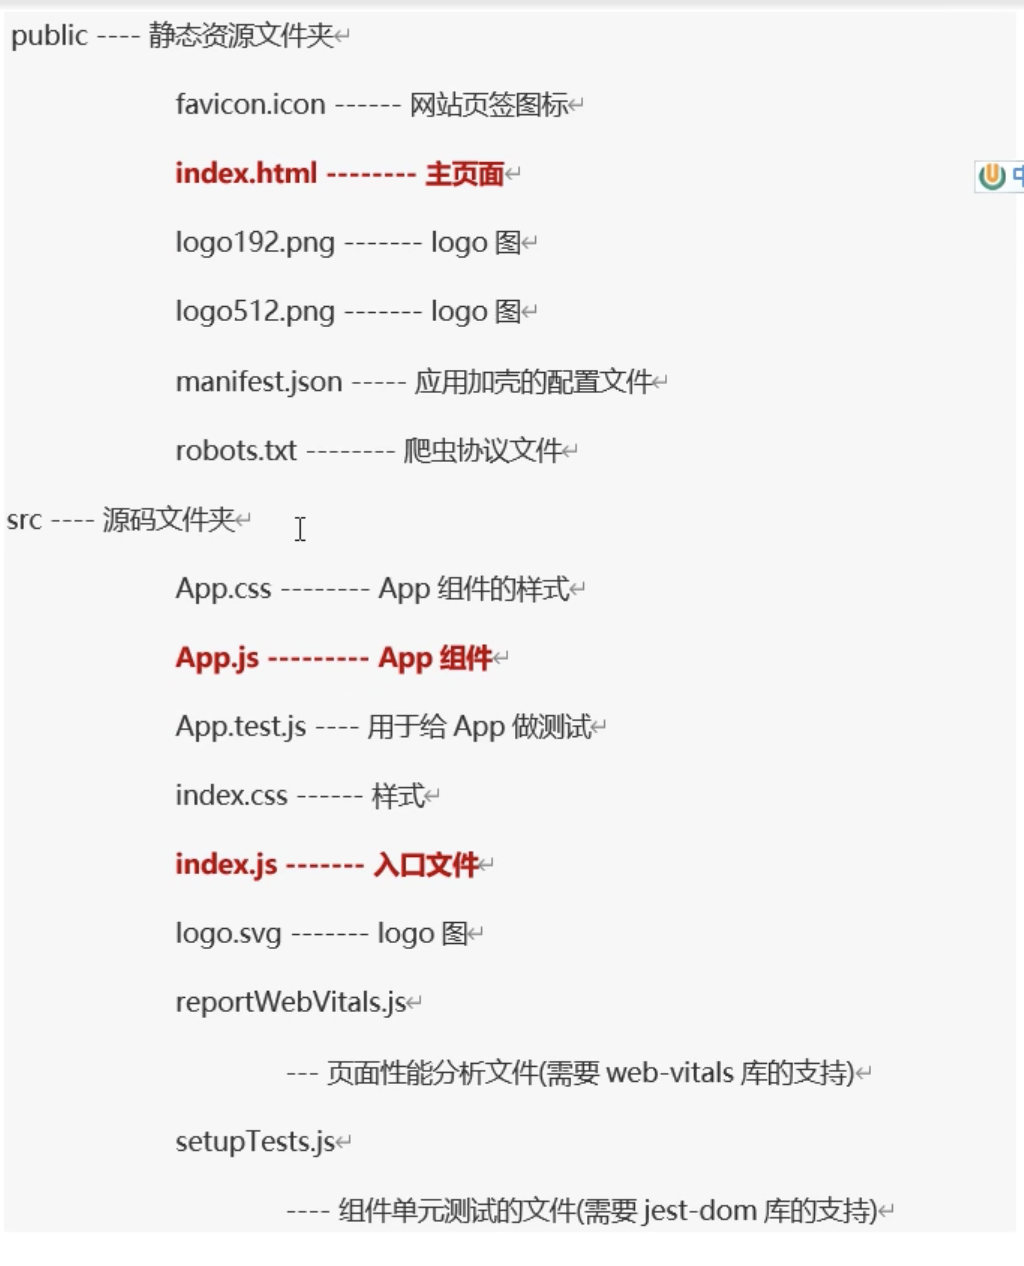 public ---- 静态资源文件夹
favicon.icon ------ 网站页签图标
index.html -------- 主页面
logo192.png ------- logo 图
logo512.png ------- logo 图
manifest.json ----- 应用加壳的配置文件
robots.txt -------- 爬虫协议文件
src ---- 源码文件夹
App.css -------- App 组件的样式
App.js --------- App 组件
App.test.js ---- 用于给 App 做测试
index.css ------ 样式
index.js ------- 入口文件
logo.svg ------- logo 图
reportWebVitals.js
--- 页面性能分析文件(需要 web-vitals 库的支持)
setupTests.js
---- 组件单元测试的文件(需要 jest-dom 库的支持)